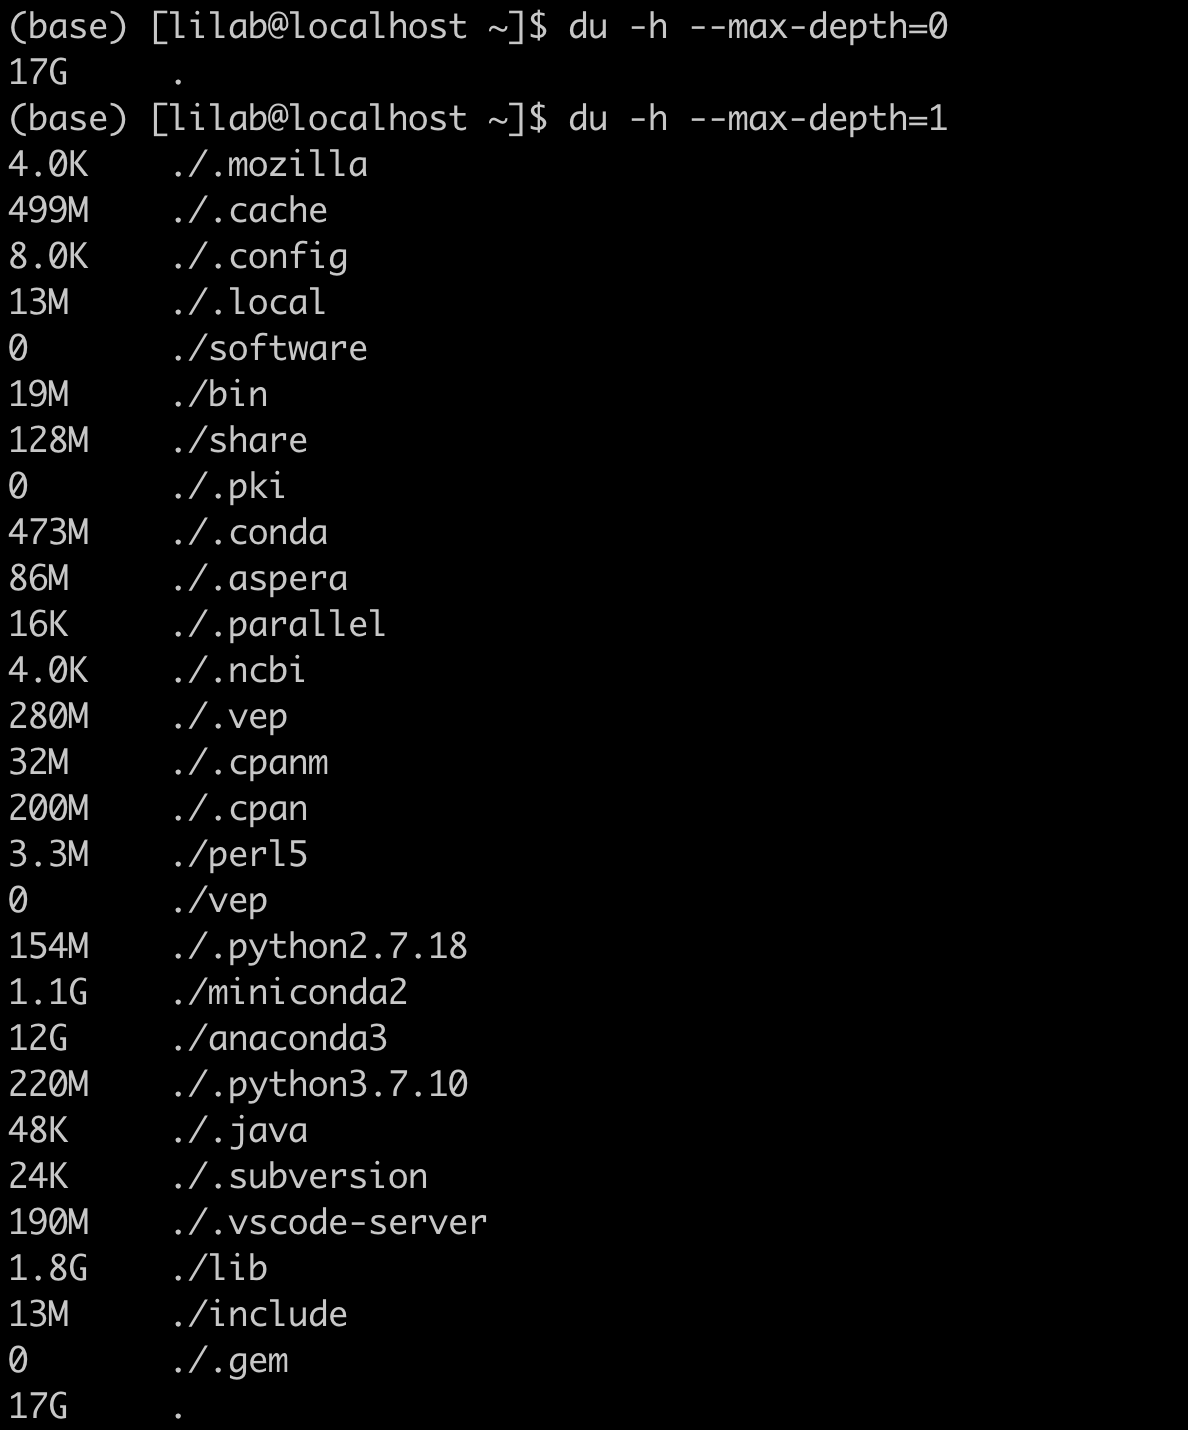 (base) [lilab@localhost ~]$ du -h --max-depth=0
17G     .
(base) [lilab@localhost ~]$ du -h --max-depth=1
4.0K    ./.mozilla
499M    ./.cache
8.0K    ./.config
13M     ./.local
0       ./software
19M     ./bin
128M    ./share
0       ./.pki
473M    ./.conda
86M     ./.aspera
16K     ./.parallel
4.0K    ./.ncbi
280M    ./.vep
32M     ./.cpanm
200M    ./.cpan
3.3M    ./perl5
0       ./vep
154M    ./.python2.7.18
1.1G    ./miniconda2
12G     ./anaconda3
220M    ./.python3.7.10
48K     ./.java
24K     ./.subversion
190M    ./.vscode-server
1.8G    ./lib
13M     ./include
0       ./.gem
17G     .